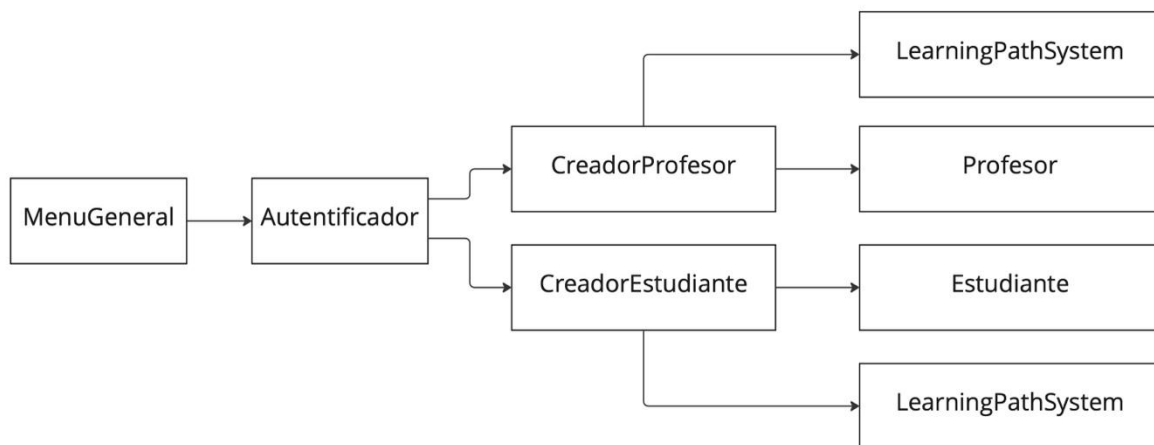 LearningPathSystem
CreadorProfesor
Profesor
MenuGeneral
Autentificador
CreadorEstudiante
Estudiante
LearningPathSystem